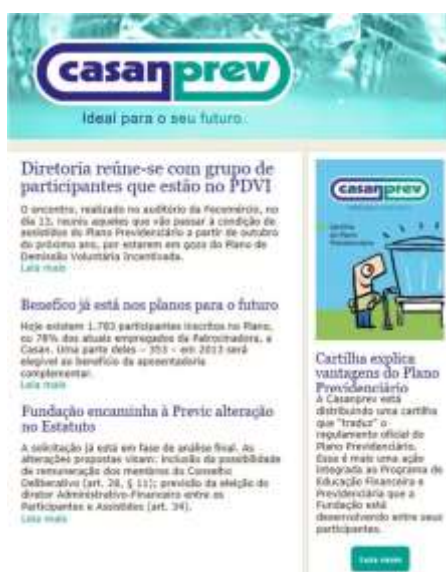 casanprev
Ideal para o seu futuro
Diretoria reúne-se com grupo de
participantes que estão no PDVI
O encontro, realizado no auditório da Fecomércio, no
dia 13, reuniu aqueles que vão passar à condição de
assistidos do Plano Previdenciário a partir de outubro
do próximo ano, por estarem em gozo do Plano de
Demissão Voluntária Incentivada.
Leia mais
Benefico já está nos planos para o futuro
Hoje existem 1.783 participantes inscritos no Plano,
ou 78% dos atuais empregados da Patrocinadora, a
Casan. Uma parte deles – 353 – em 2013 será
elegível ao benefício da aposentadoria
complementar.
Leia mais
Fundação encaminha à Previc alteração
no Estatuto
A solicitação já está em fase de análise final. As
alterações propostas visam: inclusão da possibilidade
de remuneração dos membros do Conselho
Deliberativo (art. 28, § 11); previsão da eleição do
diretor Administrativo-Financeiro entre os
Participantes e Assistidos (art. 34).
Leia mais
casanprev
Cartilha
do Plano
Previdenciário
Cartilha explica
vantagens do Plano
Previdenciário
A Casanprev está
distribuindo uma cartilha
que "traduz" o
regulamento oficial do
Plano Previdenciário.
Essa é mais uma ação
integrada ao Programa de
Educação Financeira e
Previdenciária que a
Fundação está
desenvolvendo entre seus
participantes.
Leia mais